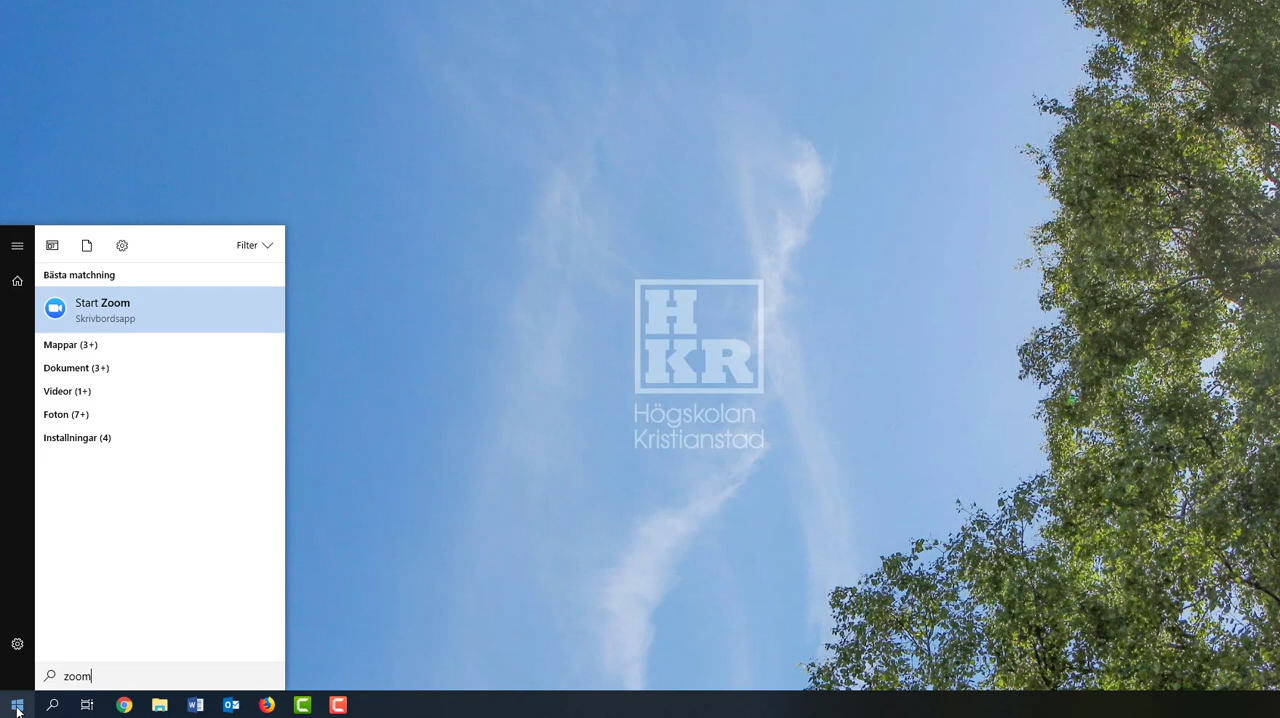 Filter
Bästa matchning
Start Zoom
Skrivbordsapp
Mappar (3+)
Dokument (3+)
Videor (1+)
Foton (7+)
Installningar (4)
zoom
H
KR
Högskolan
Kristianstad